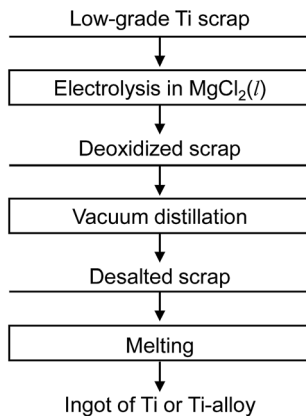 Low-grade Ti scrap
Electrolysis in MgCl₂(l)
Deoxidized scrap
Vacuum distillation
Desalted scrap
Melting
Ingot of Ti or Ti-alloy